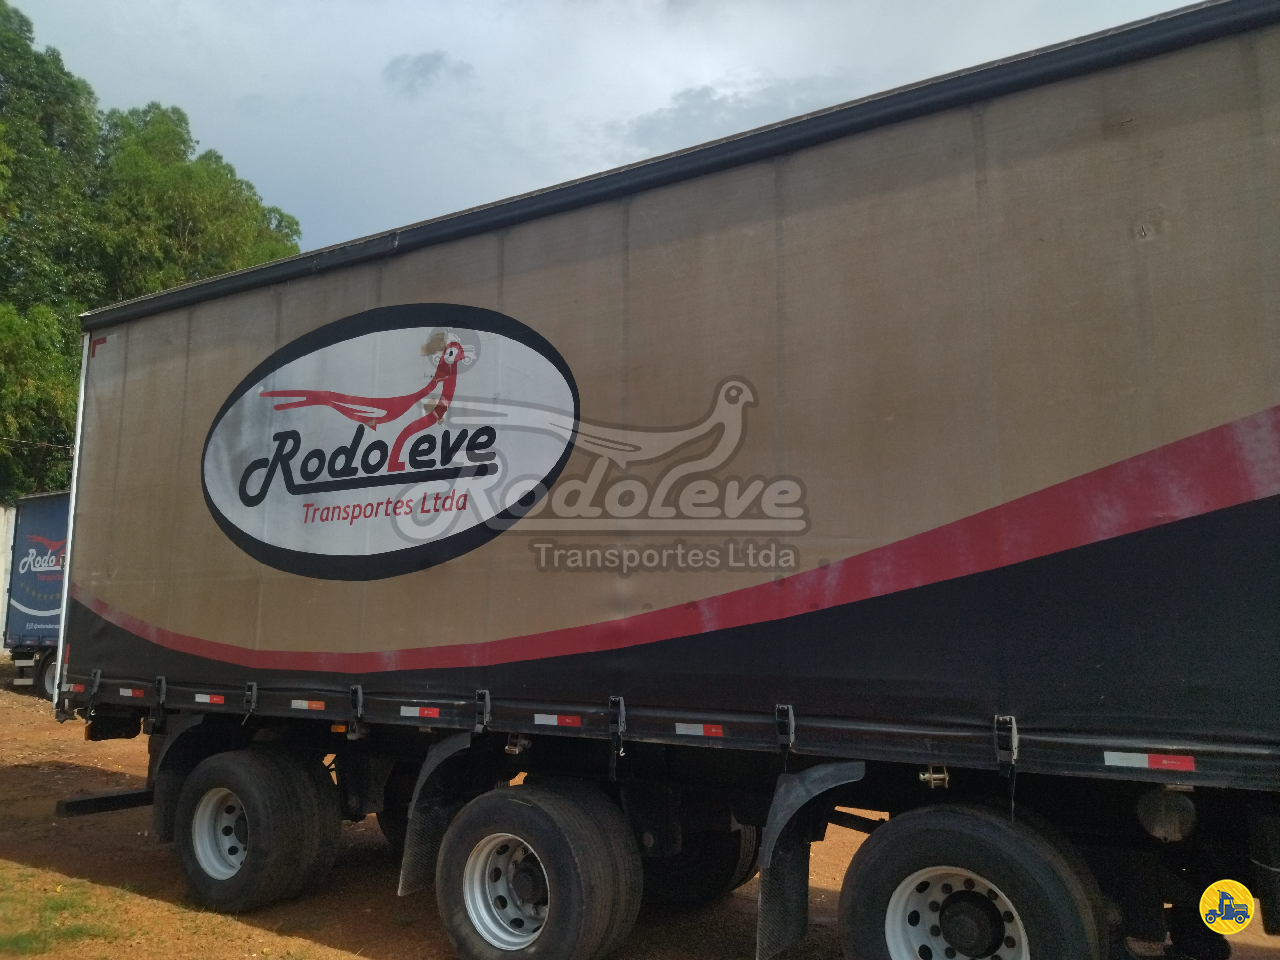 RodoLeve
Transportes Ltda
RodoLeve
Transportes Ltda
Rodo